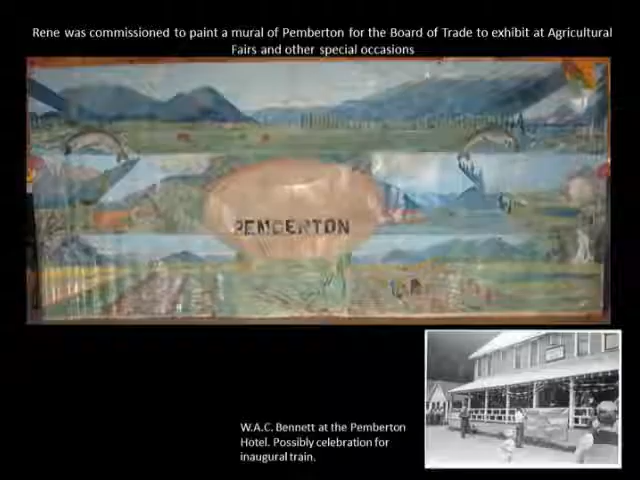 Rene was commissioned to paint a mural of Pemberton for the Board of Trade to exhibit at Agricultural
Fairs and other special occasions
PEMBERTON
W.A.C. Bennett at the Pemberton
Hotel. Possibly celebration for
inaugural train.